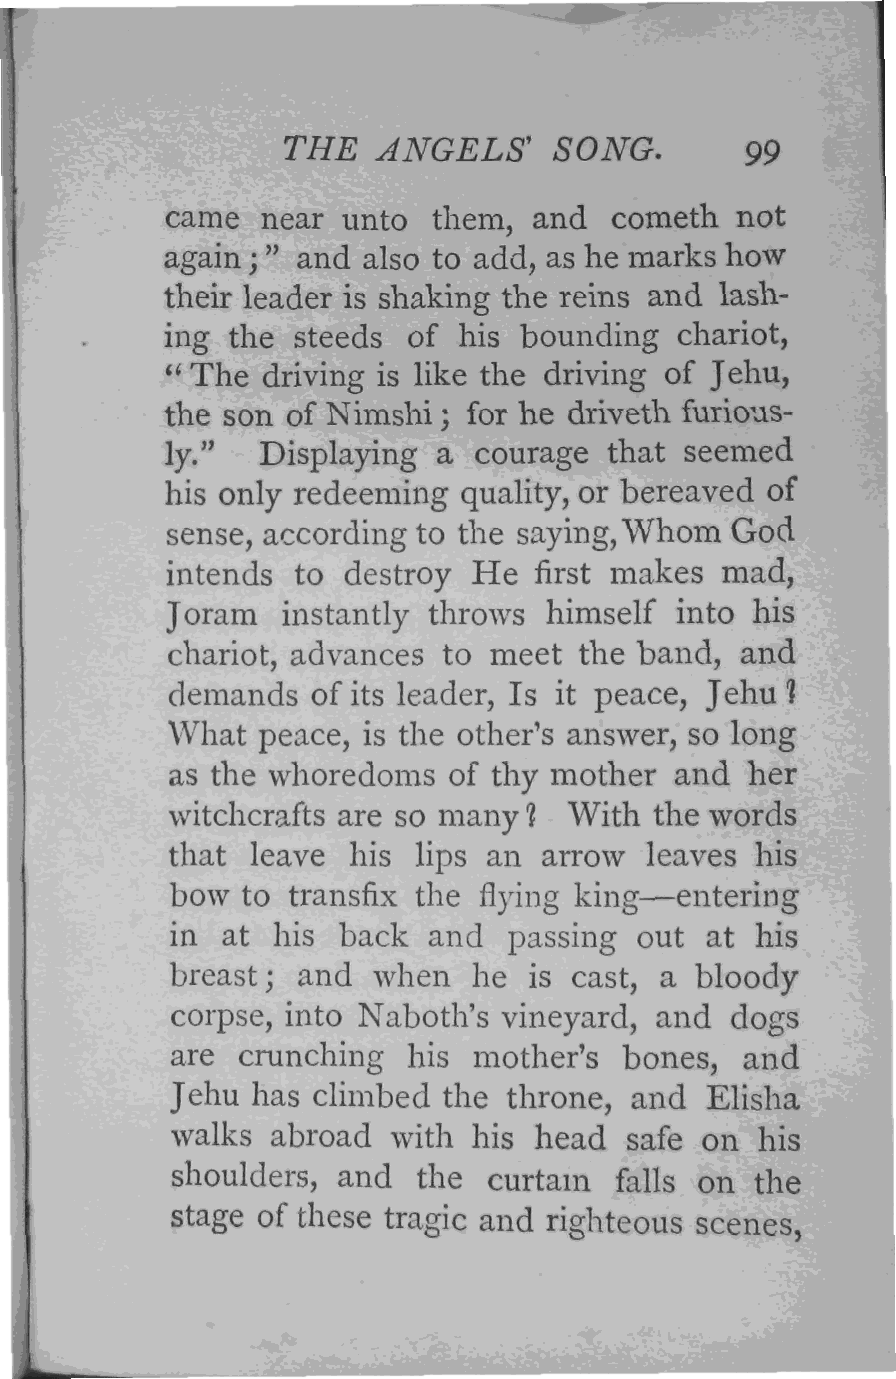 THE ANGELS' SONG. 99
came near unto them, and cometh not
again;" and also to add, as he marks how
their leader is shaking the reins and lash-
ing the steeds of his bounding chariot,
"The driving is like the driving of Jehu,
the son of Nimshi; for he driveth furious-
ly." Displaying a courage that seemed
his only redeeming quality, or bereaved of
sense, according to the saying, Whom God
intends to destroy He first makes mad,
Joram instantly throws himself into his
chariot, advances to meet the band, and
demands of its leader, Is it peace, Jehu?
What peace, is the other's answer, so long
as the whoredoms of thy mother and her
witchcrafts are so many? With the words
that leave his lips an arrow leaves his
bow to transfix the flying king—entering
in at his back and passing out at his
breast; and when he is cast, a bloody
corpse, into Naboth's vineyard, and dogs
are crunching his mother's bones, and
Jehu has climbed the throne, and Elisha
walks abroad with his head safe on his
shoulders, and the curtain falls on the
stage of these tragic and righteous scenes,